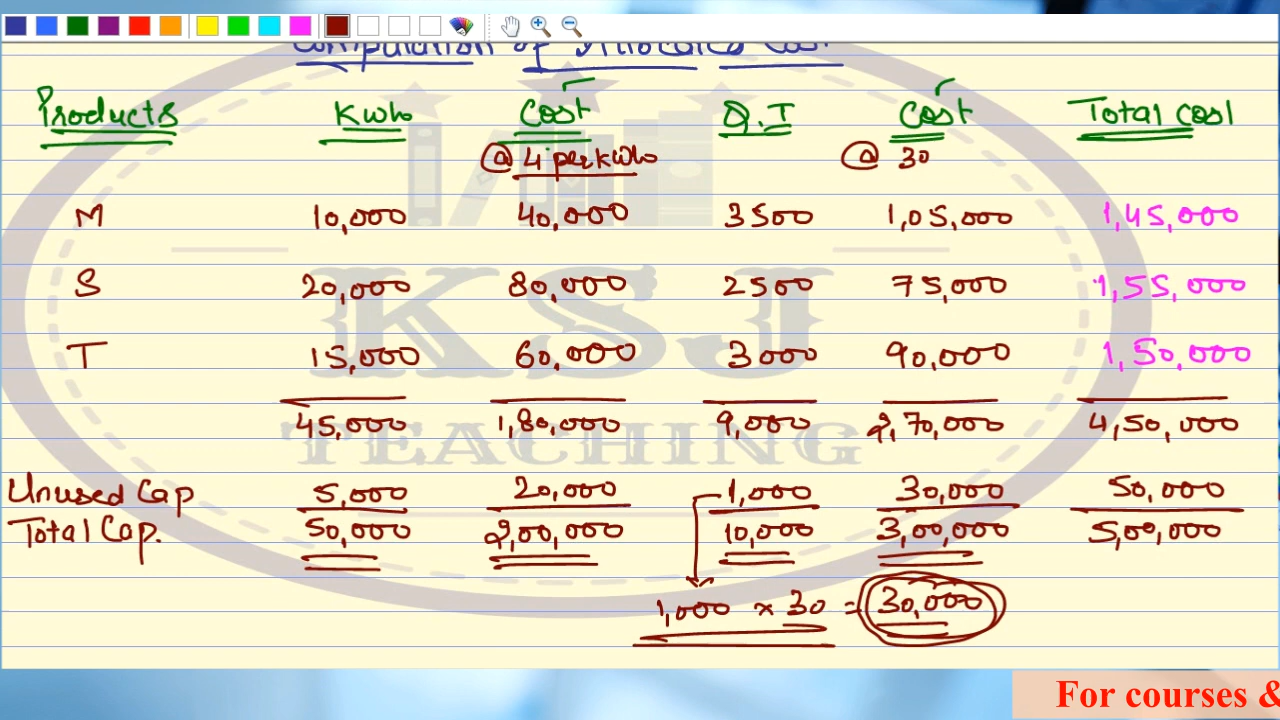 Computation of Allocated Cost
Products Kwh Cost Q.I Cost Total cost
@ 4 per kwh @ 30
M 10,000 40,000 3500 1,05,000 1,45,000
S 20,000 80,000 2500 75,000 1,55,000
T 15,000 60,000 3000 90,000 1,50,000
45,000 1,80,000 9,000 2,70,000 4,50,000
Unused Cap 5,000 20,000 1,000 30,000 50,000
Total Cap. 50,000 2,00,000 10,000 3,00,000 5,00,000
1,000 x 30 = 30,000
KSJ
TEACHING
For courses &